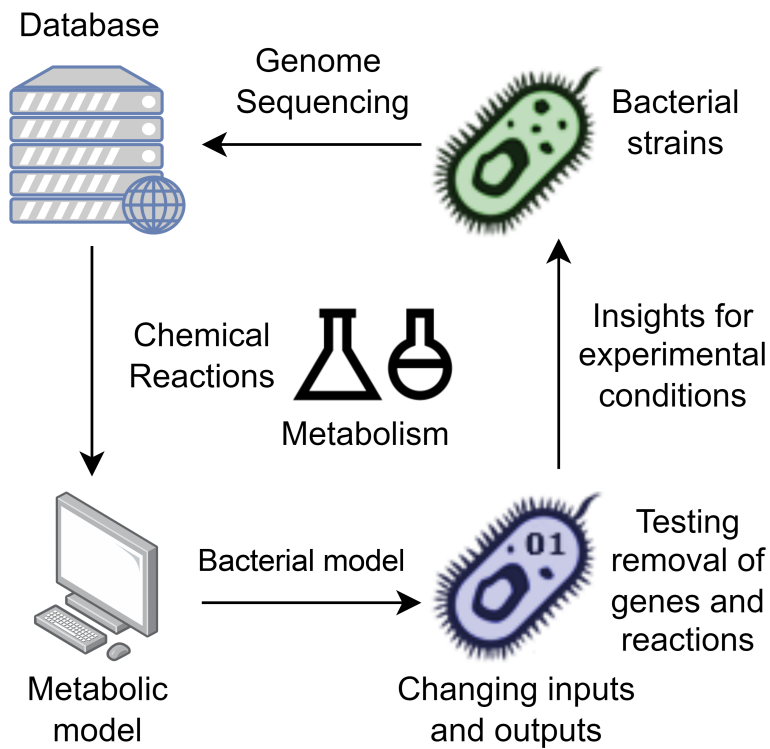 Database
Genome
Sequencing
Bacterial
strains
Chemical
Reactions
Metabolism
Insights for
experimental
conditions
Metabolic
model
Bacterial model
01
Testing
removal of
genes and
reactions
Changing inputs
and outputs